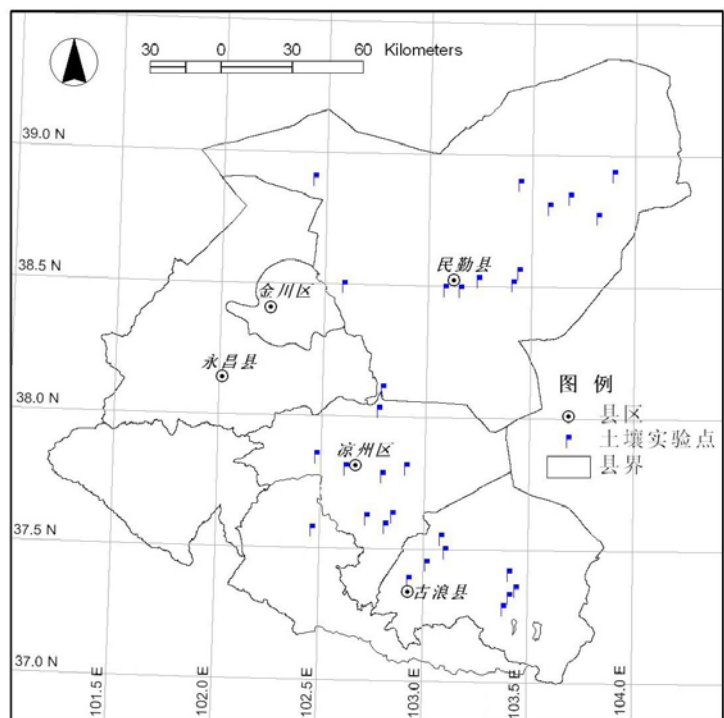 30 0 30 60 Kilometers
39.0 N
民勤县
38.5 N
金川区
永昌县
图 例
县区
38.0 N
土壤实验点
凉州区
县界
37.5 N
古浪县
37.0 N
101.5 E
102.0 E
102.5 E
103.0 E
103.5 E
104.0 E